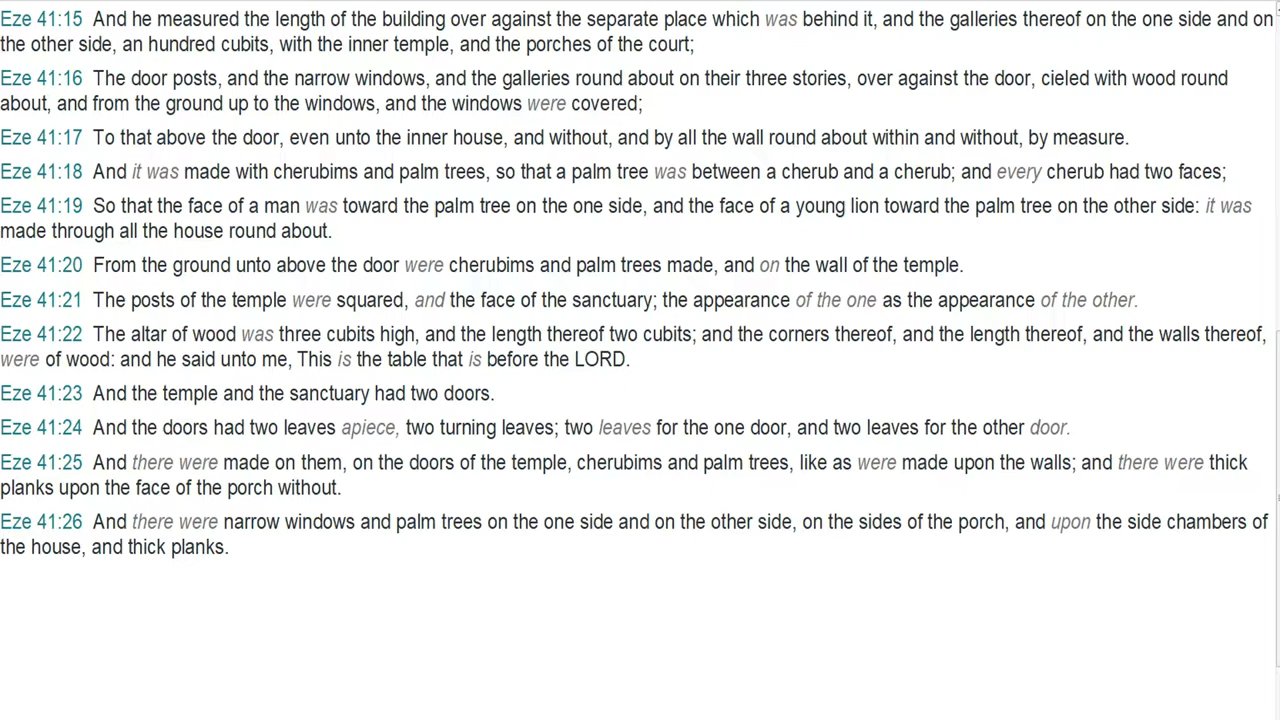 Eze 41:15 And he measured the length of the building over against the separate place which was behind it, and the galleries thereof on the one side and on
the other side, an hundred cubits, with the inner temple, and the porches of the court;
Eze 41:16 The door posts, and the narrow windows, and the galleries round about on their three stories, over against the door, cieled with wood round
about, and from the ground up to the windows, and the windows were covered;
Eze 41:17 To that above the door, even unto the inner house, and without, and by all the wall round about within and without, by measure.
Eze 41:18 And it was made with cherubims and palm trees, so that a palm tree was between a cherub and a cherub; and every cherub had two faces;
Eze 41:19 So that the face of a man was toward the palm tree on the one side, and the face of a young lion toward the palm tree on the other side: it was
made through all the house round about.
Eze 41:20 From the ground unto above the door were cherubims and palm trees made, and on the wall of the temple.
Eze 41:21 The posts of the temple were squared, and the face of the sanctuary; the appearance of the one as the appearance of the other.
Eze 41:22 The altar of wood was three cubits high, and the length thereof two cubits; and the corners thereof, and the length thereof, and the walls thereof,
were of wood: and he said unto me, This is the table that is before the LORD.
Eze 41:23 And the temple and the sanctuary had two doors.
Eze 41:24 And the doors had two leaves apiece, two turning leaves; two leaves for the one door, and two leaves for the other door.
Eze 41:25 And there were made on them, on the doors of the temple, cherubims and palm trees, like as were made upon the walls; and there were thick
planks upon the face of the porch without.
Eze 41:26 And there were narrow windows and palm trees on the one side and on the other side, on the sides of the porch, and upon the side chambers of
the house, and thick planks.